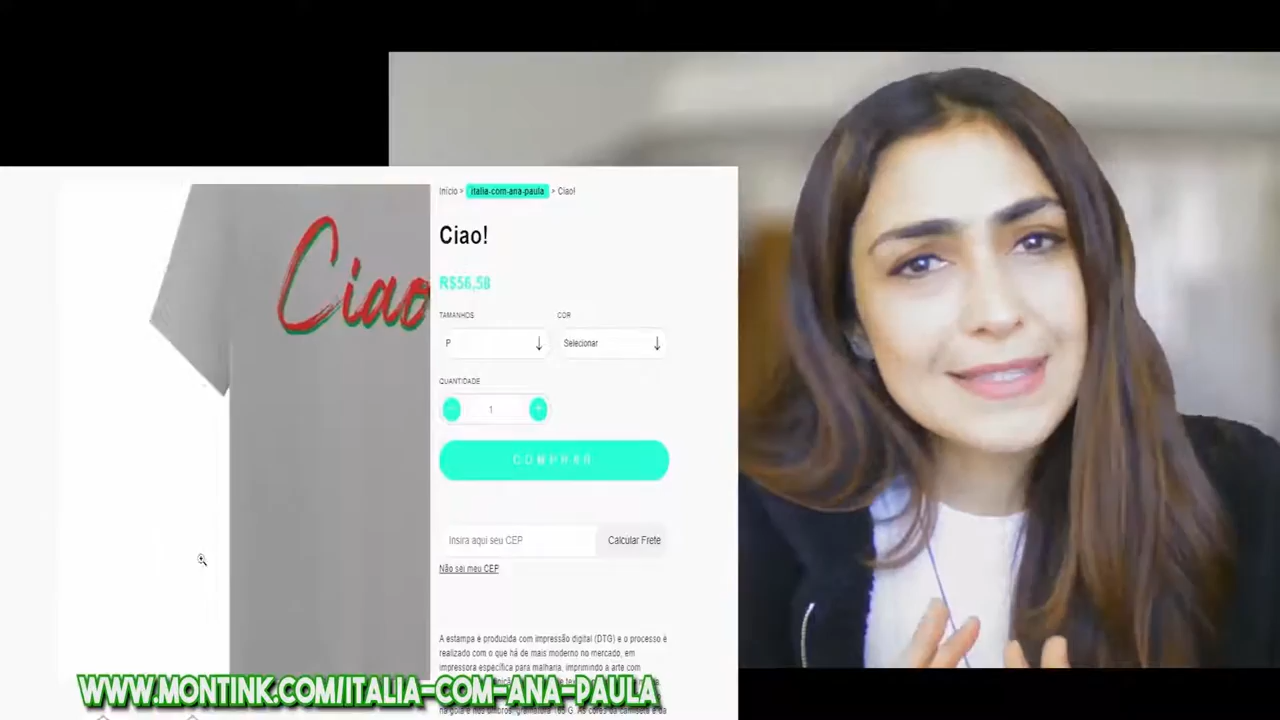 Início > italia-com-ana-paula > Ciao!
Ciao
Ciao!
R$56,58
TAMANHOS
COR
P
Selecionar
QUANTIDADE
1
COMPRAR
Insira aqui seu CEP
Calcular Frete
Não sei meu CEP
A estampa é produzida com impressão digital (DTG) e o processo é
realizado com o que há de mais moderno no mercado, em
impressora específica para malharia, imprimindo a arte com
WWW.MONTINK.COM/ITALIA-COM-ANA-PAULA